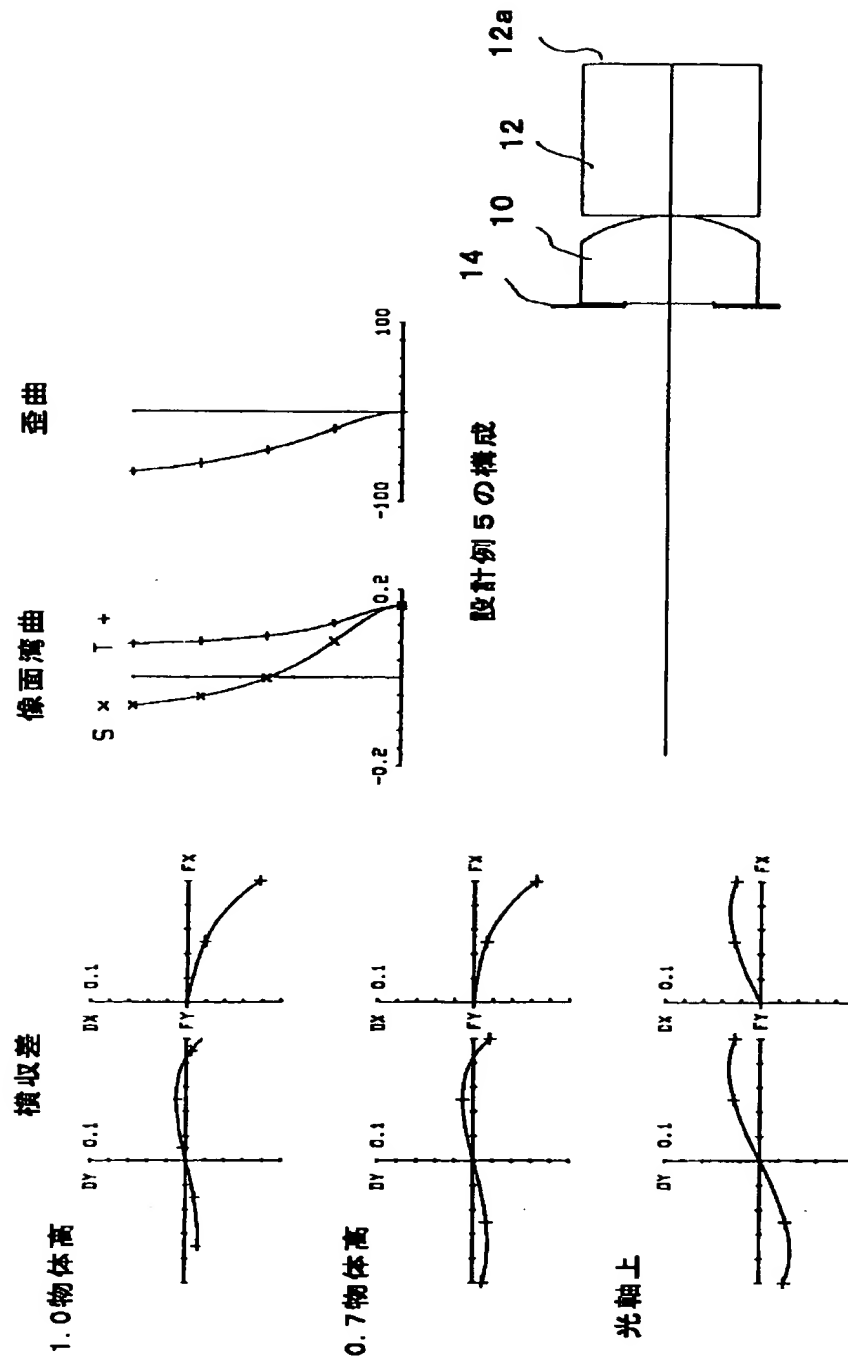 横収差
像面湾曲
歪曲
1.0物体高
DY 0.1
FY
DX 0.1
FX
S × T +
-0.2
0.2
-100
100
0.7物体高
DY 0.1
FY
DX 0.1
FX
光軸上
DY 0.1
FY
DX 0.1
FX
設計例5の構成
14
10
12
12a